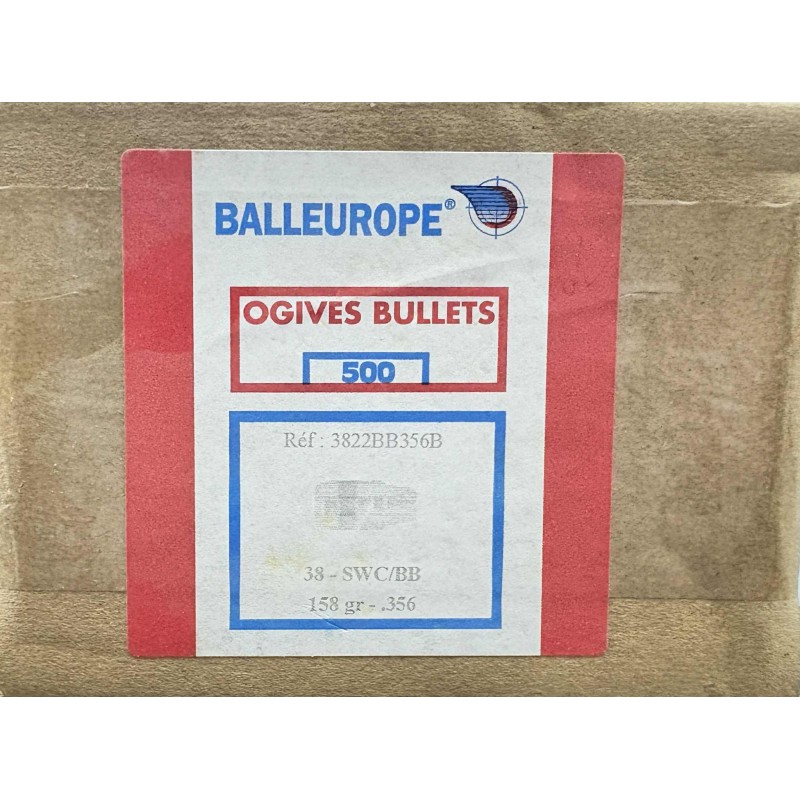 BALLEUROPE®
OGIVES BULLETS
500
Réf : 3822BB356B
38 - SWC/BB
158 gr - .356